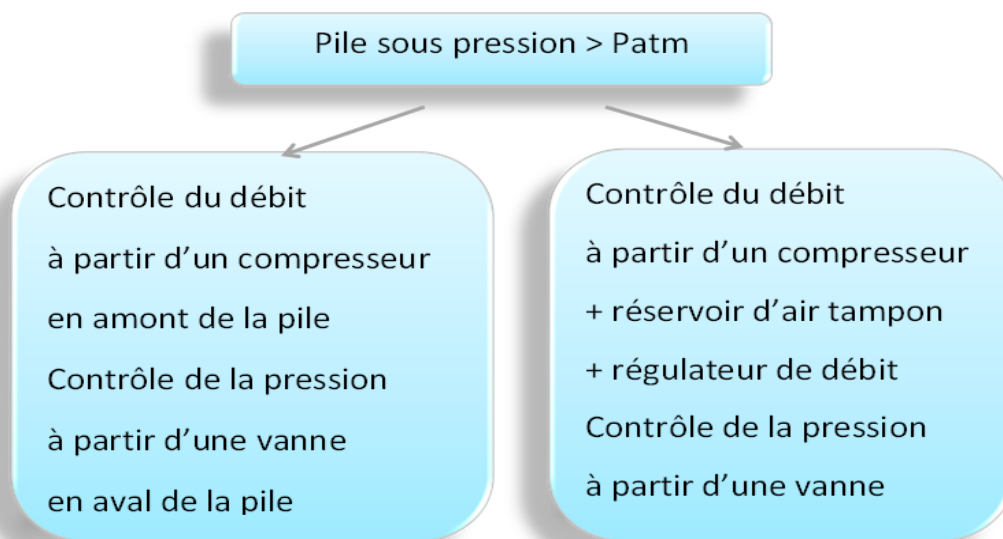 Pile sous pression > Patm
Contrôle du débit
à partir d’un compresseur
en amont de la pile
Contrôle de la pression
à partir d’une vanne
en aval de la pile
Contrôle du débit
à partir d’un compresseur
+ réservoir d’air tampon
+ régulateur de débit
Contrôle de la pression
à partir d’une vanne